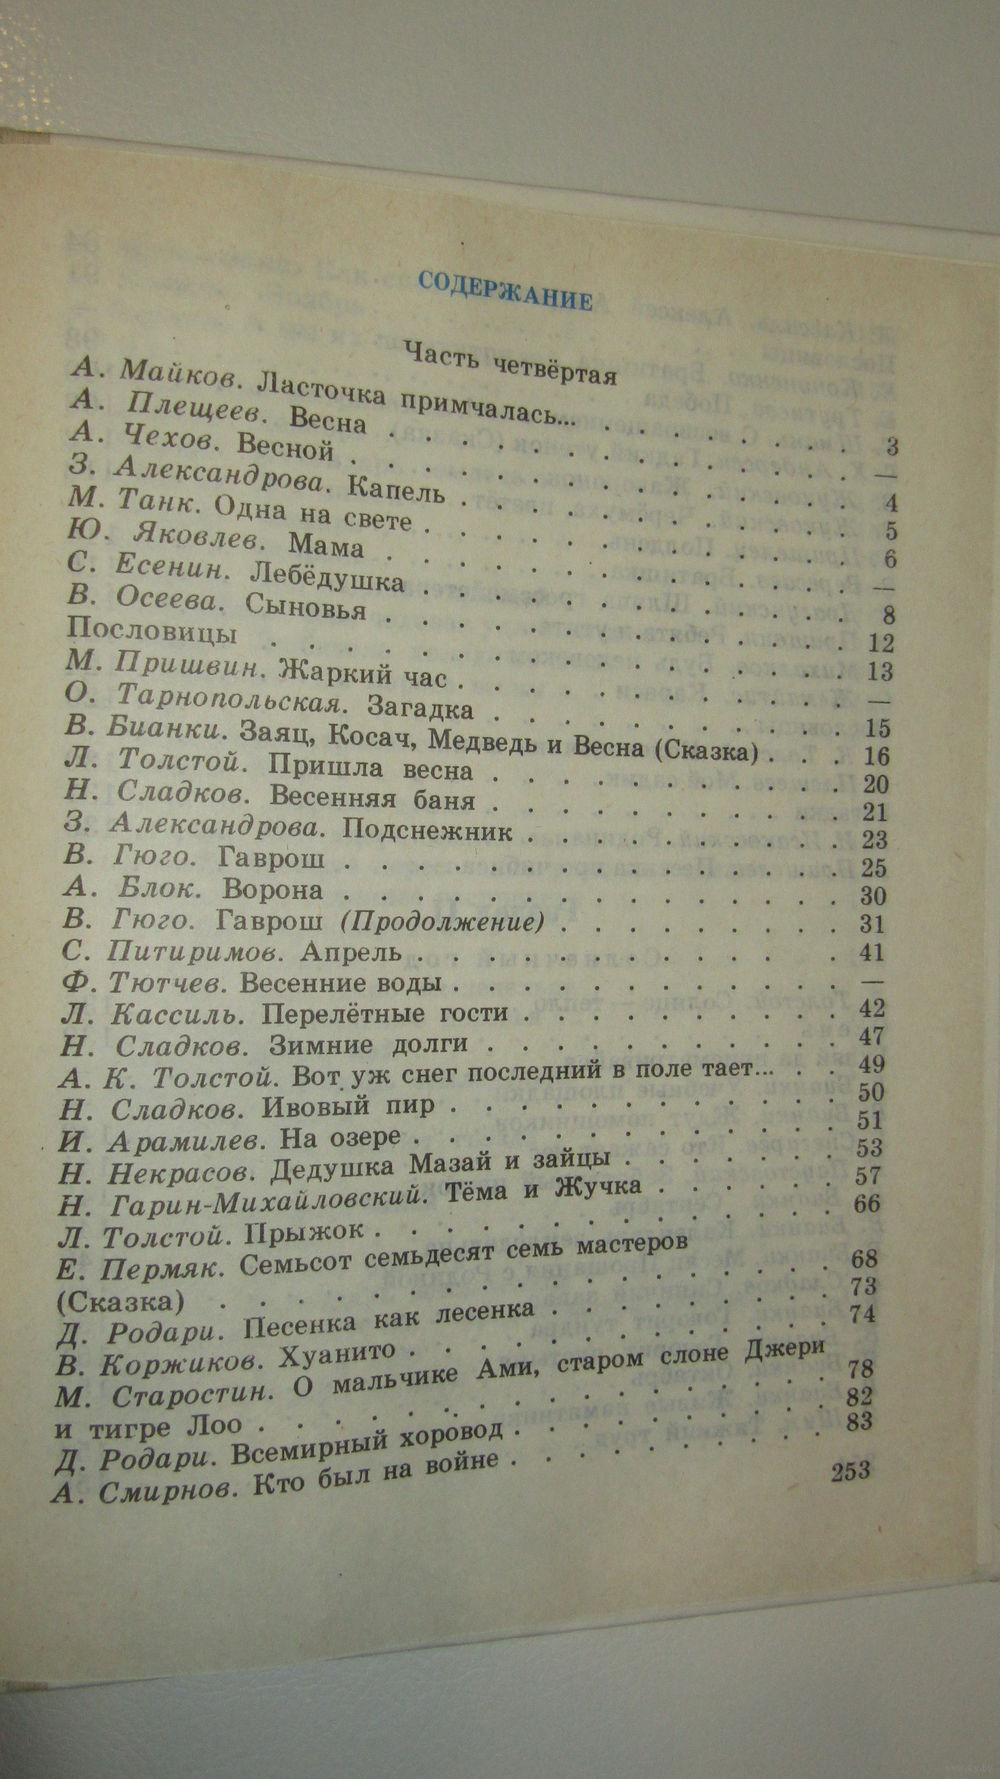 СОДЕРЖАНИЕ
Часть четвёртая
А. Майков. Ласточка примчалась... . . . . . . . . 3
А. Плещеев. Весна . . . . . . . . . . . . . . —
А. Чехов. Весной . . . . . . . . . . . . . . 4
З. Александрова. Капель . . . . . . . . . . . . 5
М. Танк. Одна на свете . . . . . . . . . . . . 6
Ю. Яковлев. Мама . . . . . . . . . . . . . —
С. Есенин. Лебёдушка . . . . . . . . . . . . 8
В. Осеева. Сыновья . . . . . . . . . . . . . 12
Пословицы . . . . . . . . . . . . . . . . 13
М. Пришвин. Жаркий час . . . . . . . . . . . —
О. Тарнопольская. Загадка . . . . . . . . . . 15
В. Бианки. Заяц, Косач, Медведь и Весна (Сказка) . . . 16
Л. Толстой. Пришла весна . . . . . . . . . . 20
Н. Сладков. Весенняя баня . . . . . . . . . . 21
З. Александрова. Подснежник . . . . . . . . . 23
В. Гюго. Гаврош . . . . . . . . . . . . . . 25
А. Блок. Ворона . . . . . . . . . . . . . . 30
В. Гюго. Гаврош (Продолжение) . . . . . . . . 31
С. Питиримов. Апрель . . . . . . . . . . . . 41
Ф. Тютчев. Весенние воды . . . . . . . . . . . —
Л. Кассиль. Перелётные гости . . . . . . . . . 42
Н. Сладков. Зимние долги . . . . . . . . . . 47
А. К. Толстой. Вот уж снег последний в поле тает... . . 49
Н. Сладков. Ивовый пир . . . . . . . . . . . 50
И. Арамилев. На озере . . . . . . . . . . . . 51
Н. Некрасов. Дедушка Мазай и зайцы . . . . . . 53
Н. Гарин-Михайловский. Тёма и Жучка . . . . . 57
Л. Толстой. Прыжок . . . . . . . . . . . . . 66
Е. Пермяк. Семьсот семьдесят семь мастеров
(Сказка) . . . . . . . . . . . . . . . . 68
Д. Родари. Песенка как лесенка . . . . . . . . 73
В. Коржиков. Хуанито . . . . . . . . . . . . 74
М. Старостин. О мальчике Ами, старом слоне Джери
и тигре Лоо . . . . . . . . . . . . . . . 78
Д. Родари. Всемирный хоровод . . . . . . . . . 82
А. Смирнов. Кто был на войне . . . . . . . . . 83
253